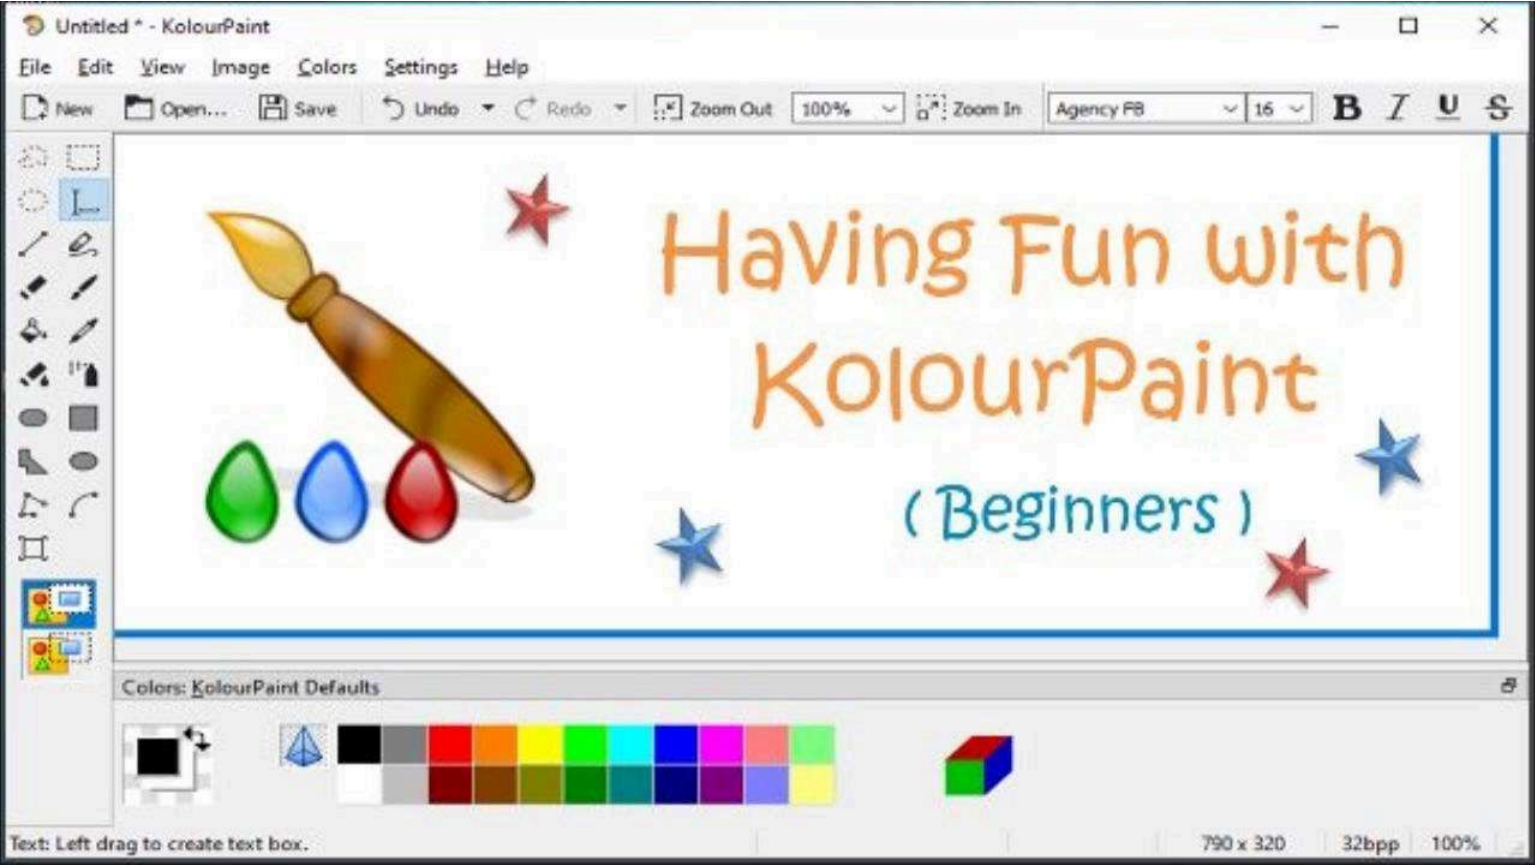 Untitled * - KolourPaint
File Edit View Image Colors Settings Help
New Open... Save Undo Redo Zoom Out 100% Zoom In Agency FB 16 B I U S
Having Fun with
KolourPaint
( Beginners )
Colors: KolourPaint Defaults
Text: Left drag to create text box. 790 x 320 32bpp 100%